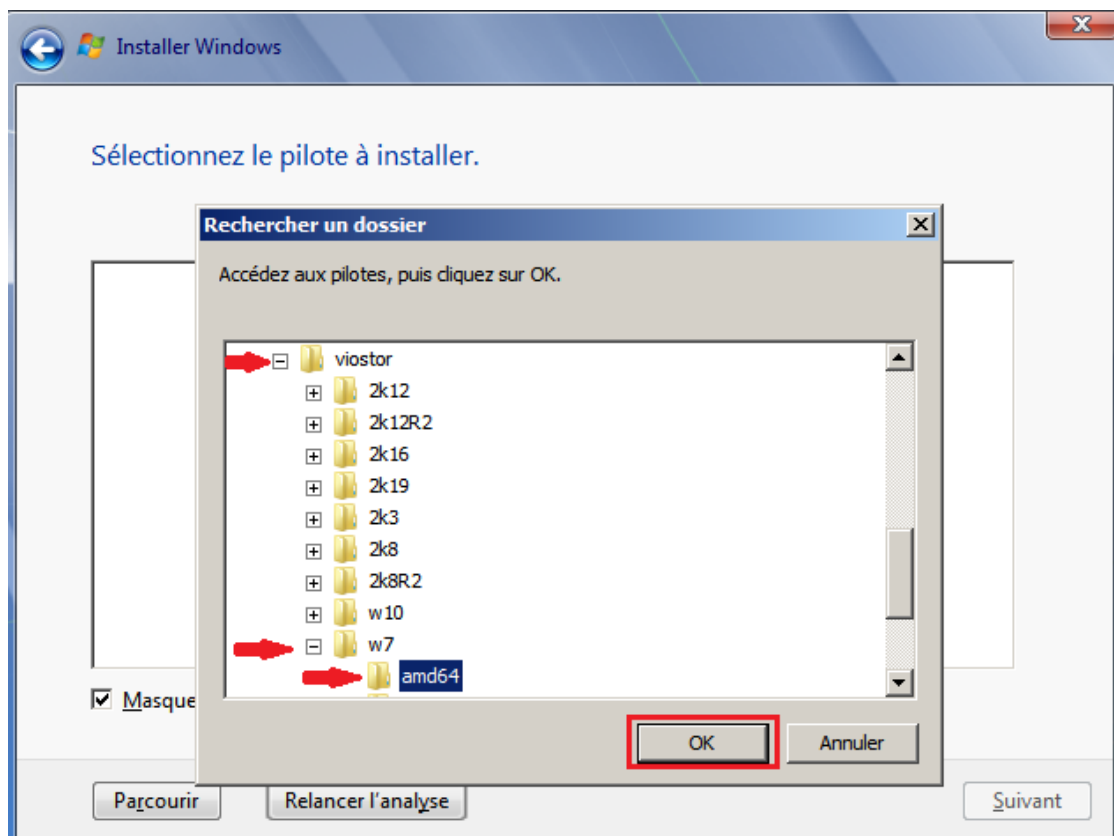 Installer Windows
Sélectionnez le pilote à installer.
Rechercher un dossier
Accédez aux pilotes, puis cliquez sur OK.
viostor
2k12
2k12R2
2k16
2k19
2k3
2k8
2k8R2
w10
w7
amd64
Masque
OK
Annuler
Parcourir
Relancer l'analyse
Suivant